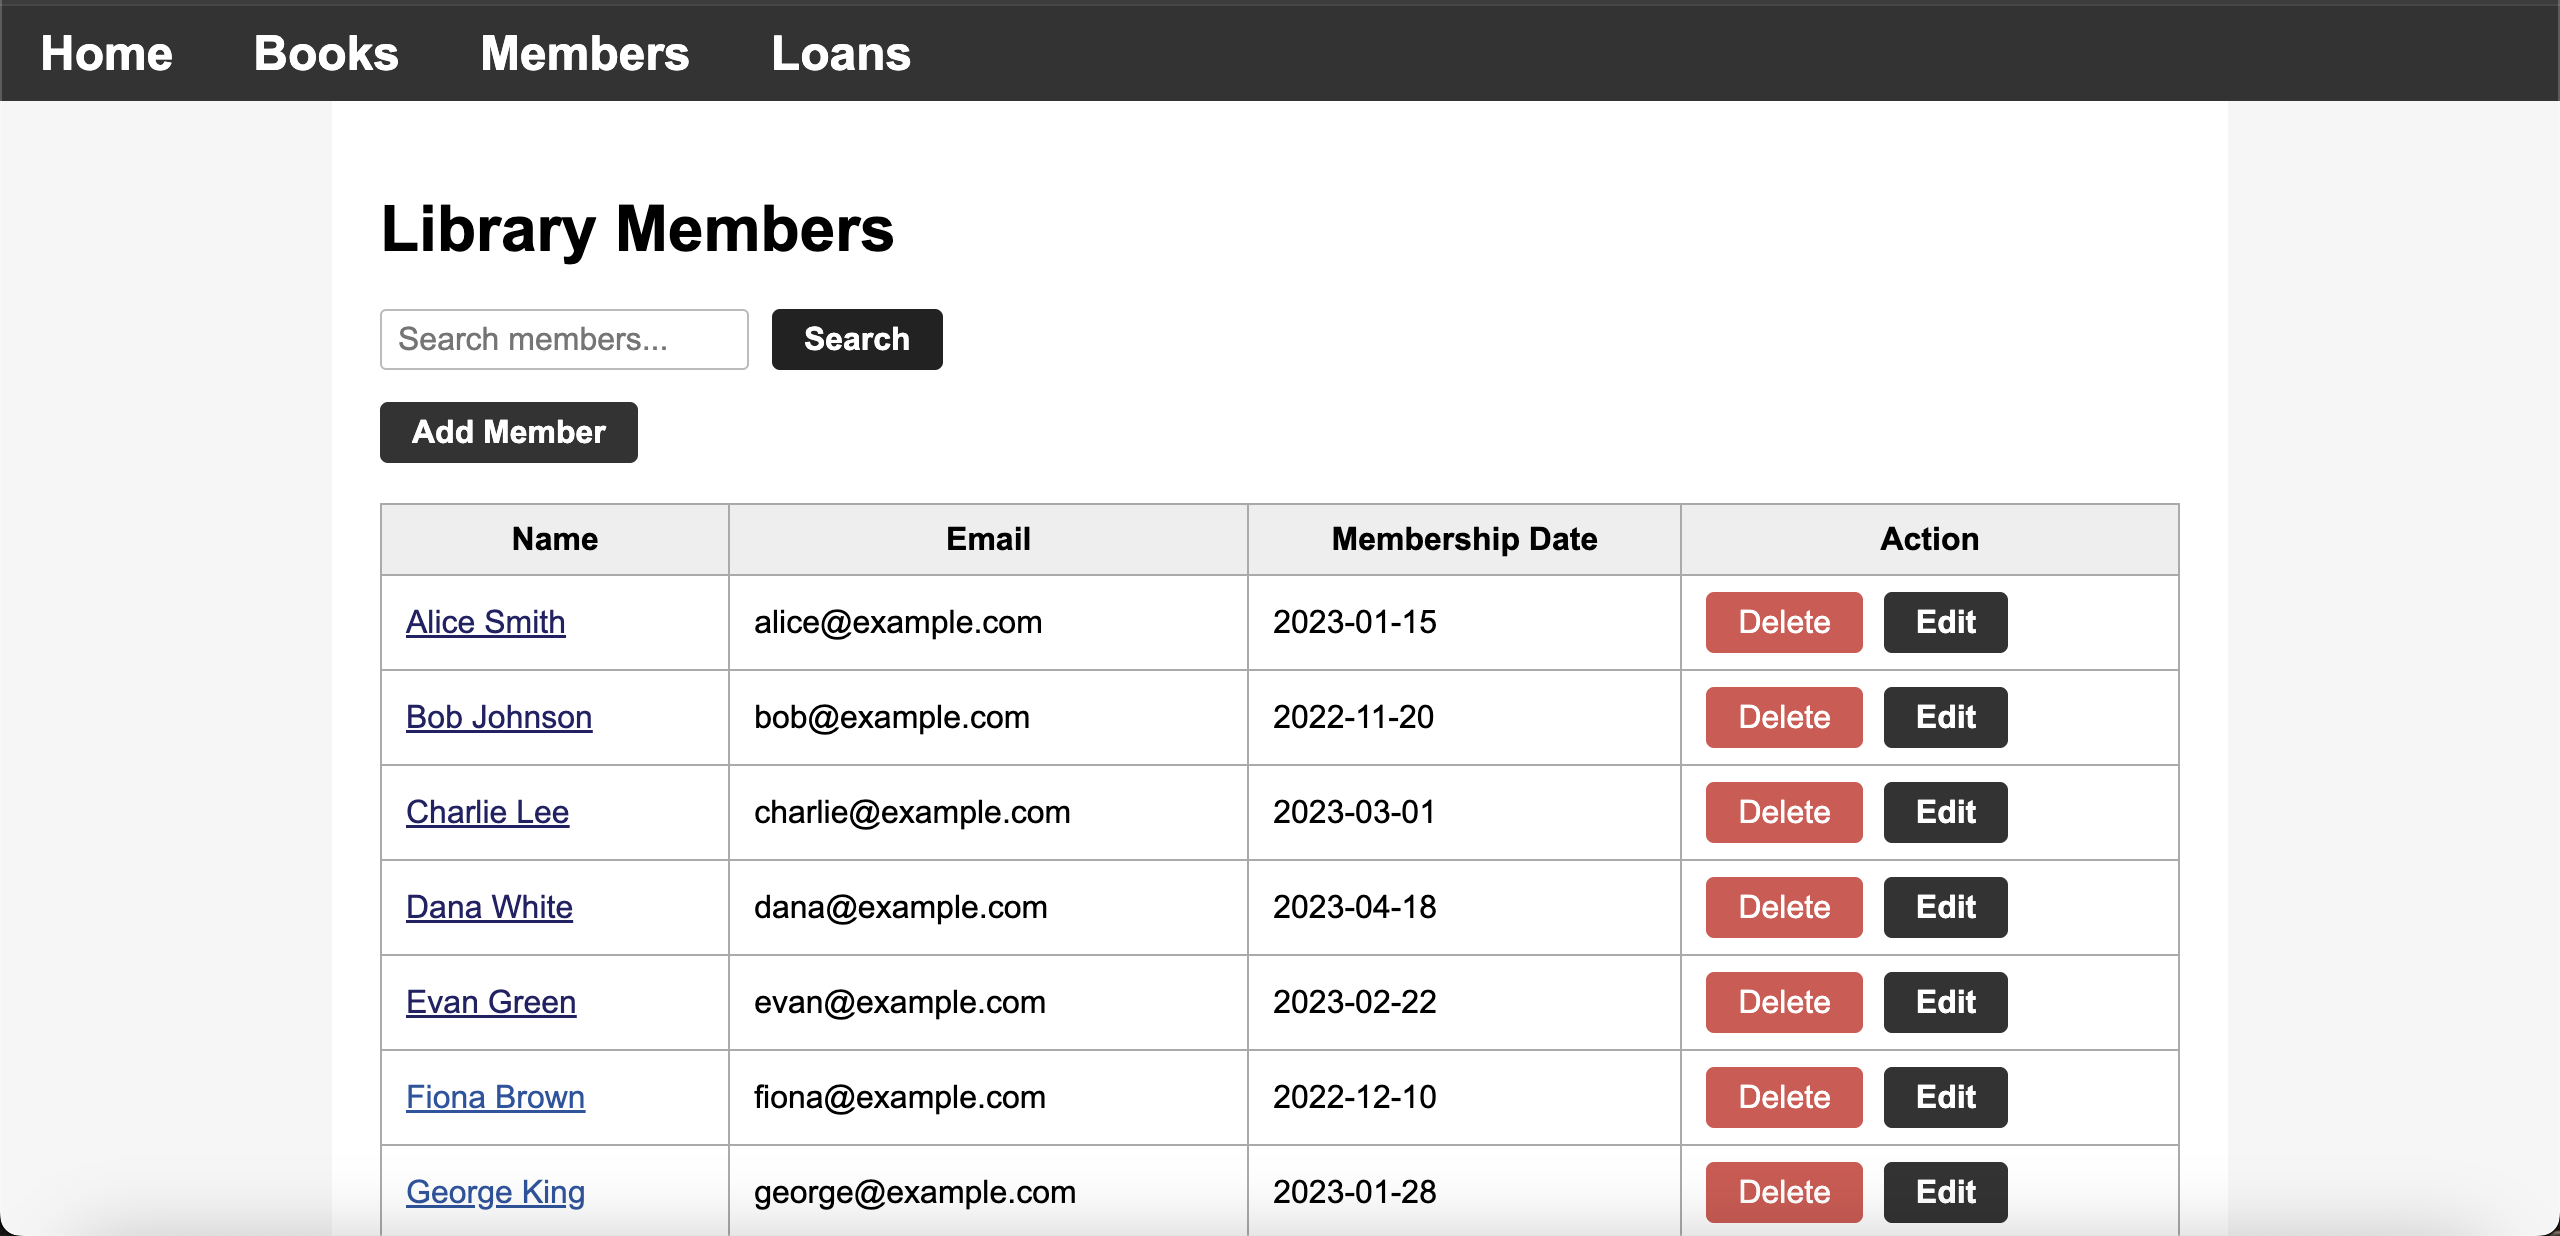 Home Books Members Loans
Library Members
Search members... Search
Add Member
Name Email Membership Date Action
Alice Smith alice@example.com 2023-01-15 Delete Edit
Bob Johnson bob@example.com 2022-11-20 Delete Edit
Charlie Lee charlie@example.com 2023-03-01 Delete Edit
Dana White dana@example.com 2023-04-18 Delete Edit
Evan Green evan@example.com 2023-02-22 Delete Edit
Fiona Brown fiona@example.com 2022-12-10 Delete Edit
George King george@example.com 2023-01-28 Delete Edit